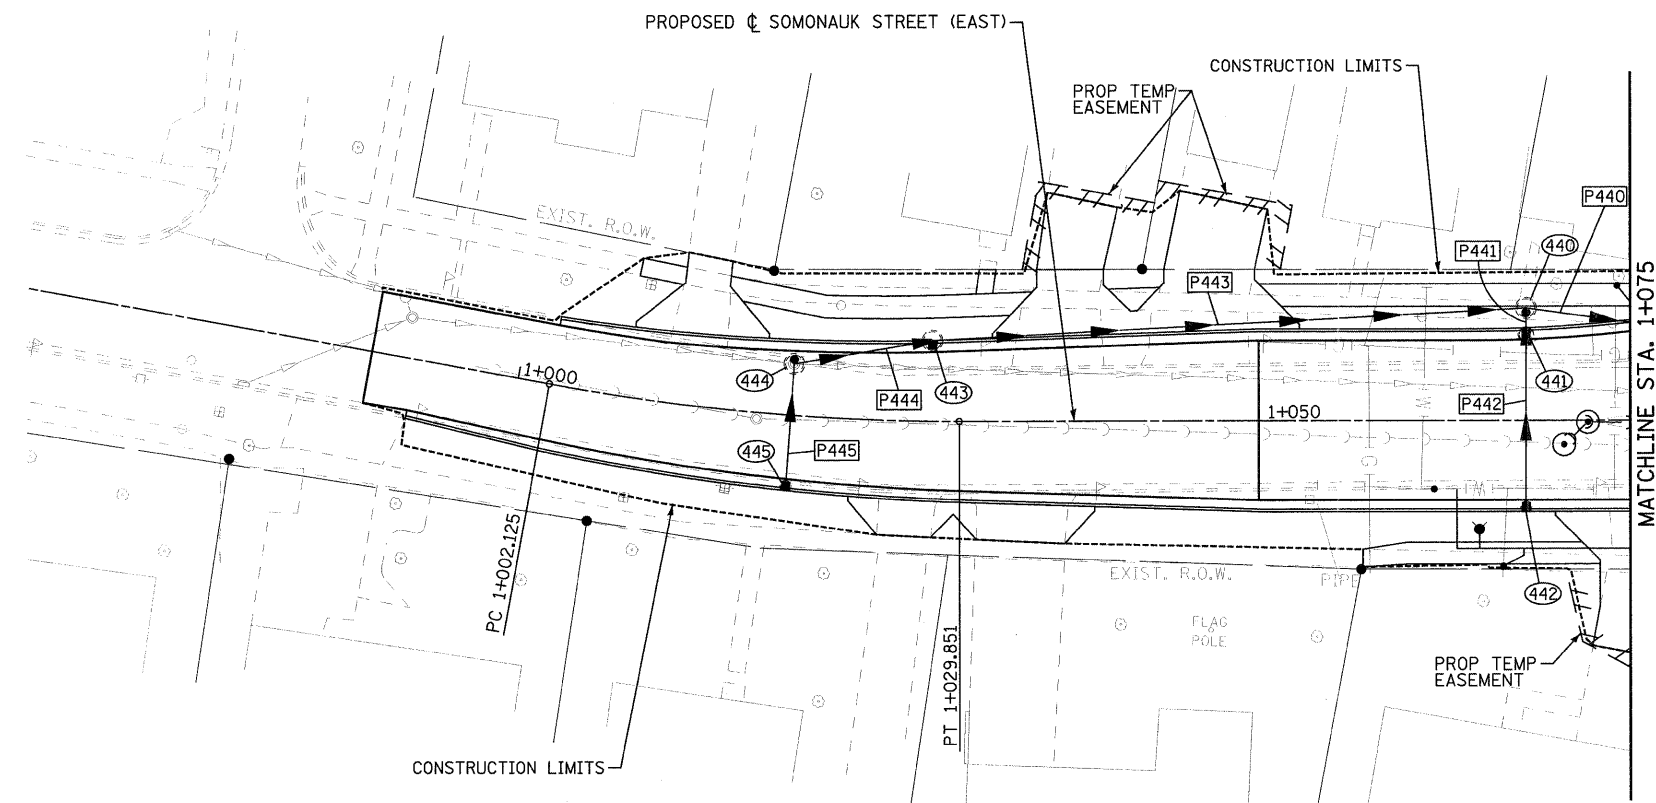 PROPOSED ℄ SOMONAUK STREET (EAST)
CONSTRUCTION LIMITS
PROP TEMP
EASEMENT
P440
EXIST. R.O.W.
P441
440
P443
MATCHLINE STA. 1+075
1+000
444
P444
443
441
P442
1+050
445
P445
PC 1+002.125
EXIST. R.O.W.
PIPE
442
FLAG
POLE
PT 1+029.851
PROP TEMP
EASEMENT
CONSTRUCTION LIMITS
G
W
W